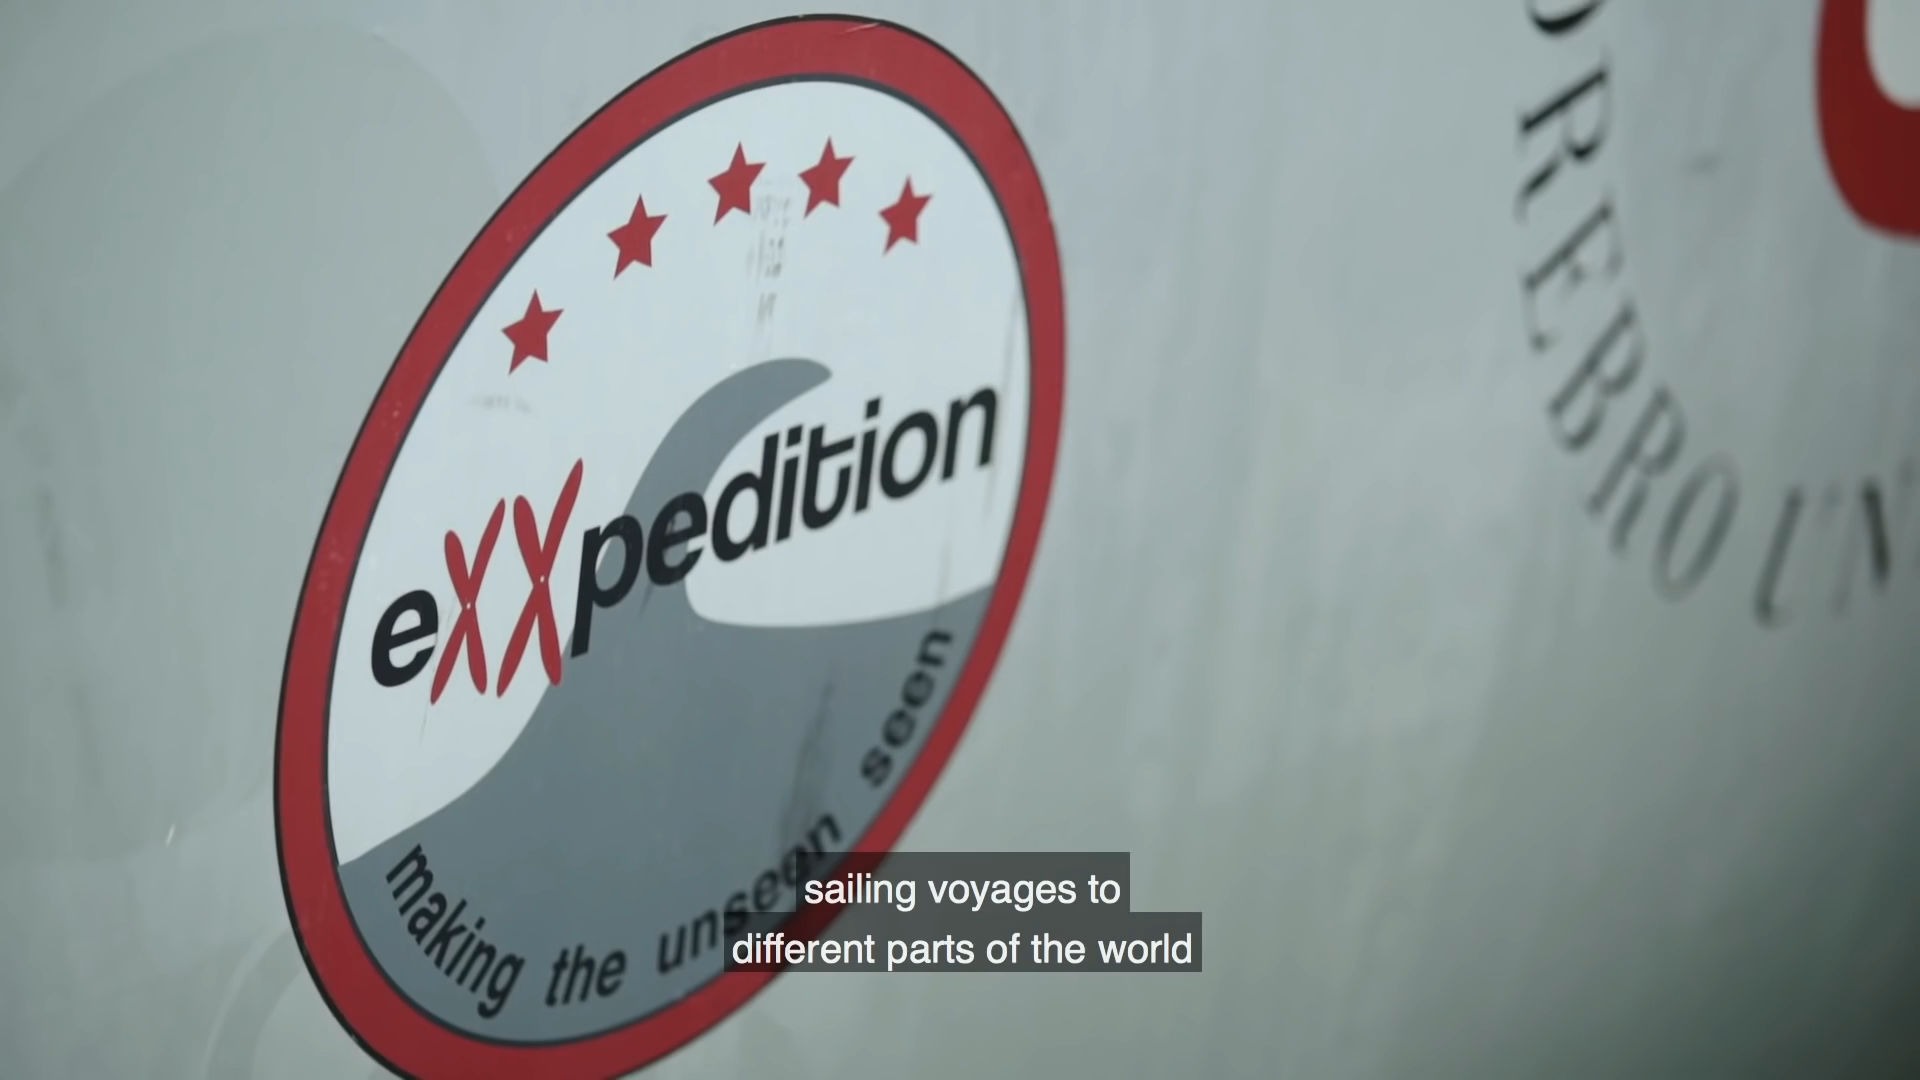 eXXpedition
making the unseen seen
OREBRO UN
sailing voyages to
different parts of the world